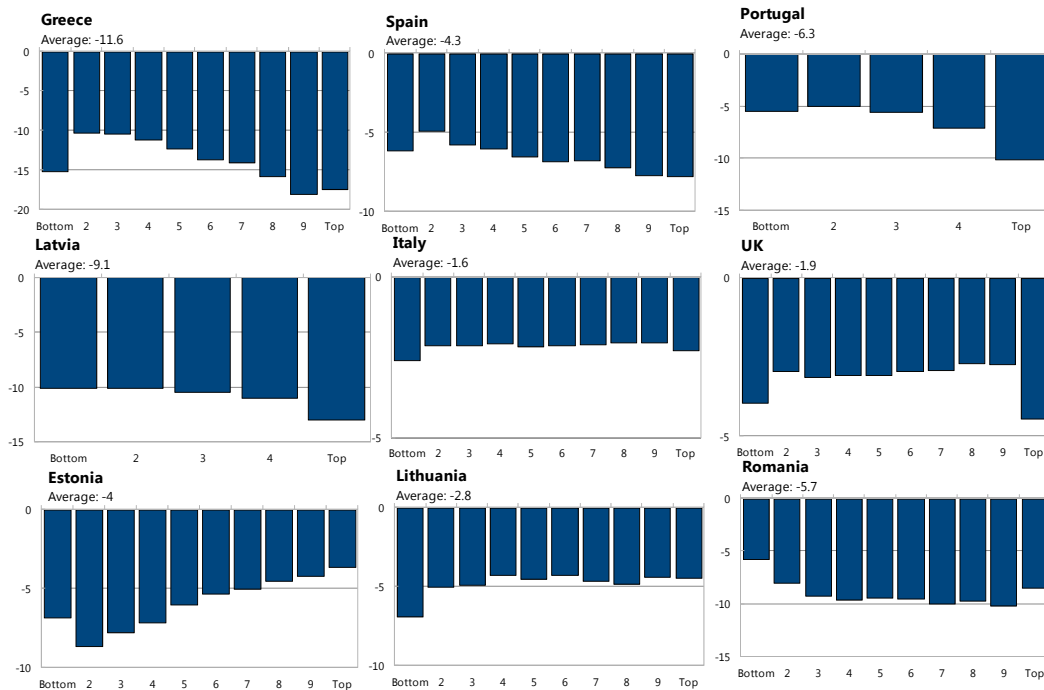 Greece
Average: -11.6
0
-5
-10
-15
-20
Bottom 2 3 4 5 6 7 8 9 Top
Spain
Average: -4.3
0
-5
-10
Bottom 2 3 4 5 6 7 8 9 Top
Portugal
Average: -6.3
0
-5
-10
-15
Bottom 2 3 4 Top
Latvia
Average: -9.1
0
-5
-10
-15
Bottom 2 3 4 Top
Italy
Average: -1.6
0
-5
Bottom 2 3 4 5 6 7 8 9 Top
UK
Average: -1.9
0
-5
Bottom 2 3 4 5 6 7 8 9 Top
Estonia
Average: -4
0
-5
-10
Bottom 2 3 4 5 6 7 8 9 Top
Lithuania
Average: -2.8
0
-5
-10
Bottom 2 3 4 5 6 7 8 9 Top
Romania
Average: -5.7
0
-5
-10
-15
Bottom 2 3 4 5 6 7 8 9 Top